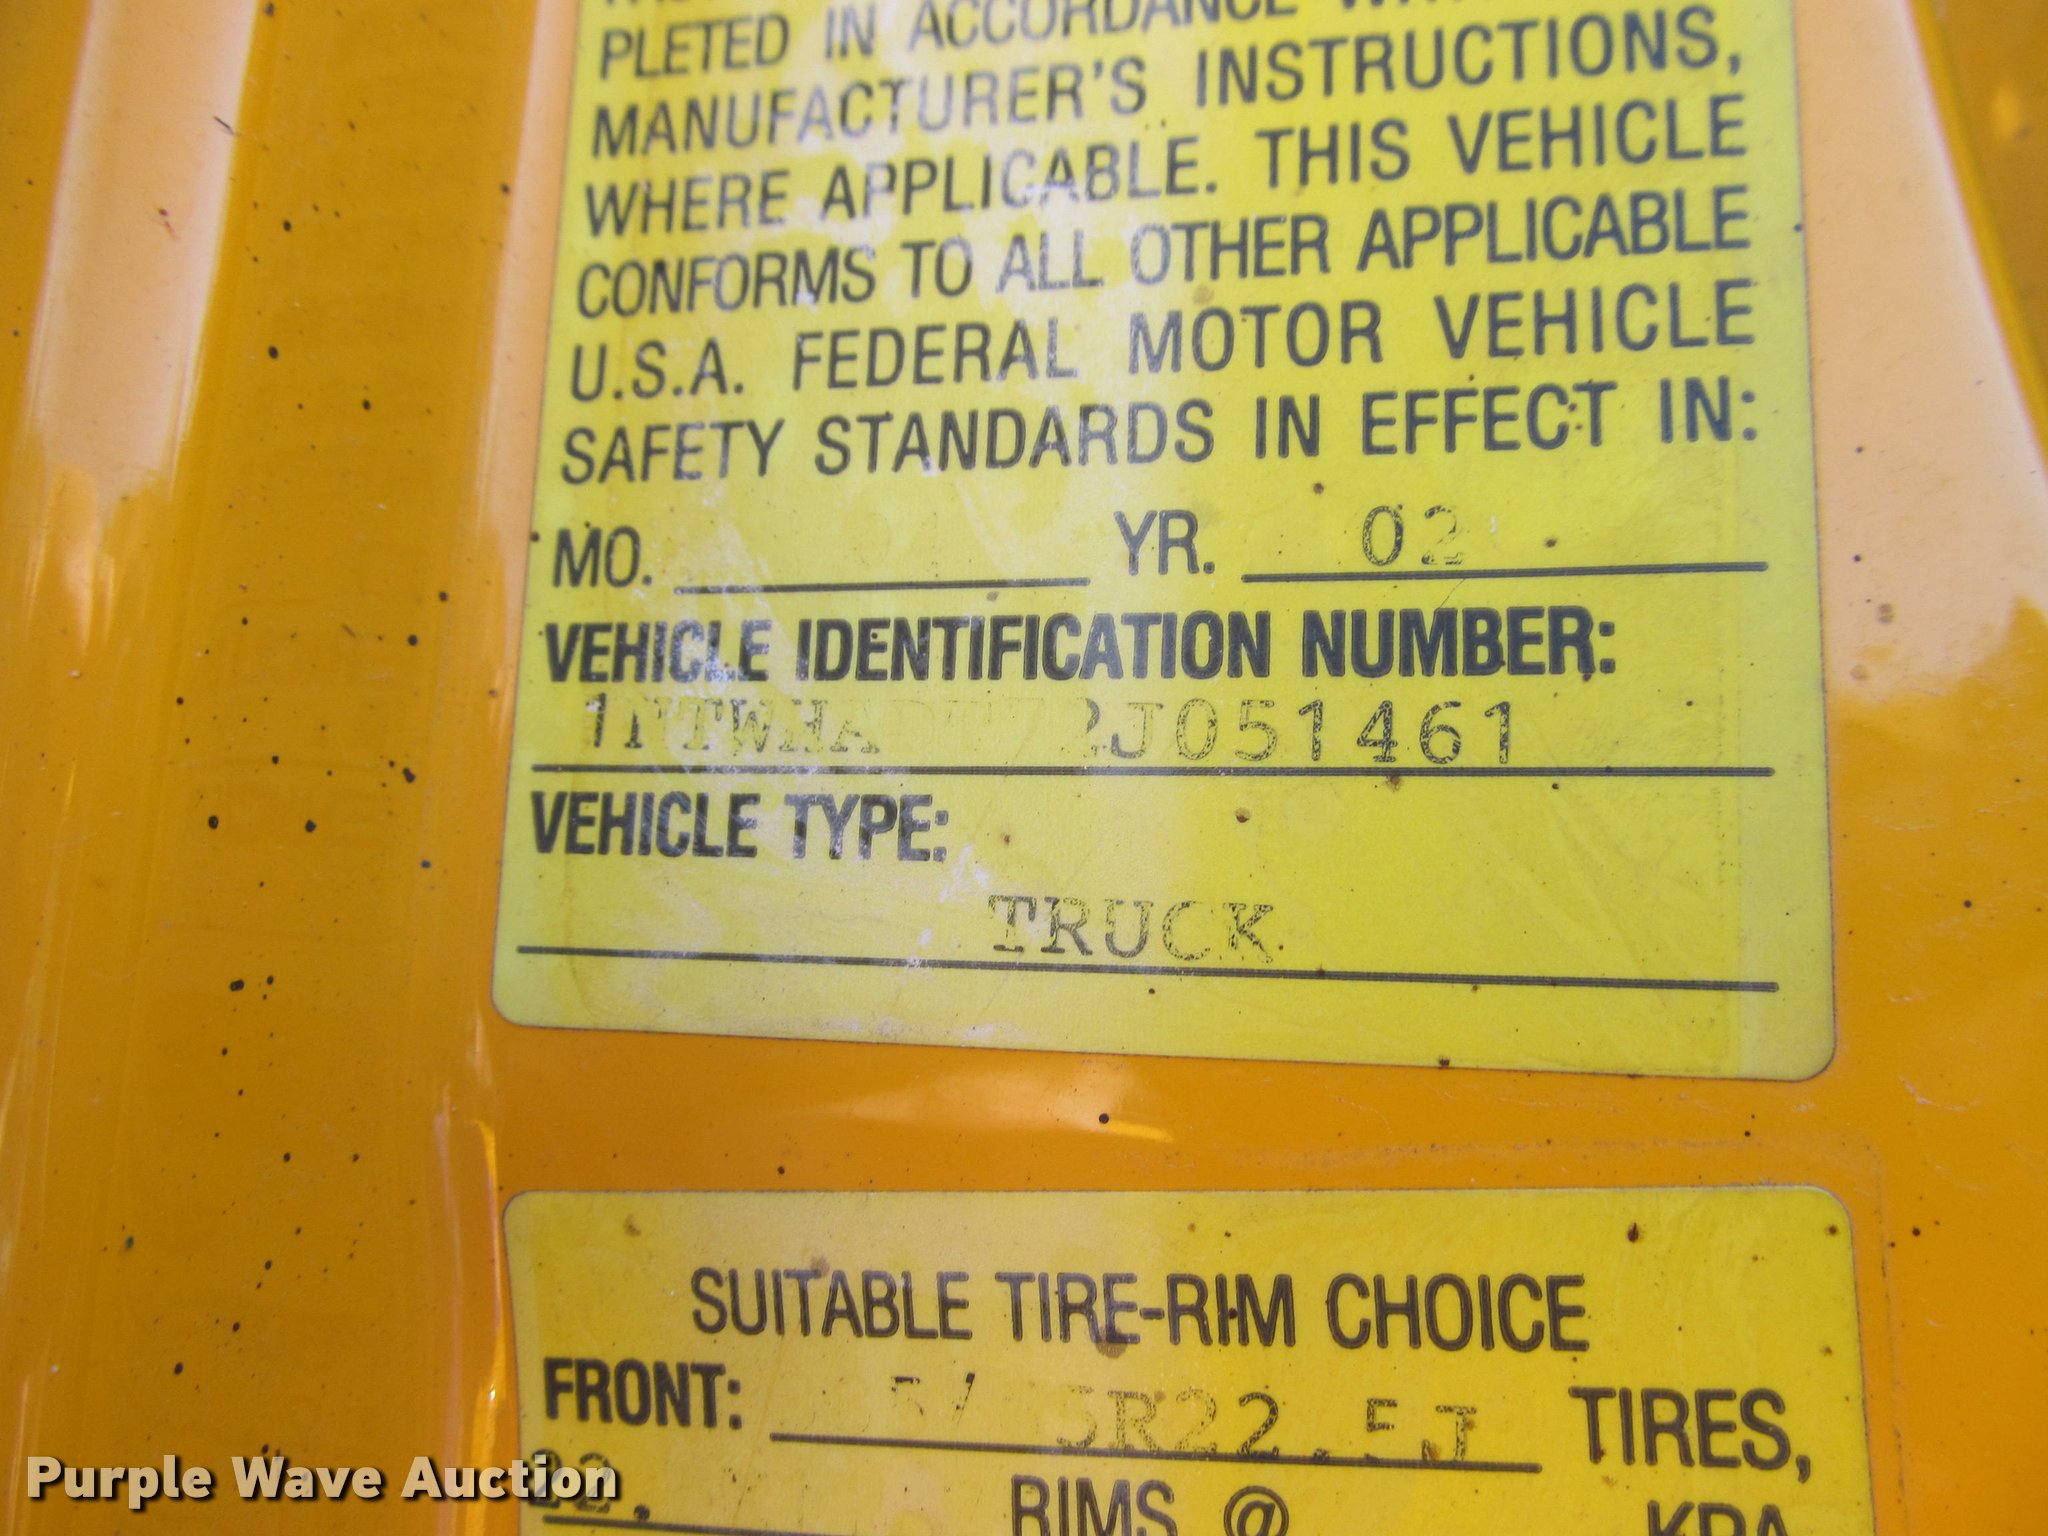 PLETED IN ACCORDANCE
MANUFACTURER'S INSTRUCTIONS,
WHERE APPLICABLE. THIS VEHICLE
CONFORMS TO ALL OTHER APPLICABLE
U.S.A. FEDERAL MOTOR VEHICLE
SAFETY STANDARDS IN EFFECT IN:
MO. YR. 02
VEHICLE IDENTIFICATION NUMBER:
VEHICLE TYPE:
TRUCK
SUITABLE TIRE-RIM CHOICE
FRONT: TIRES,
22. RIMS @ KPA
Purple Wave Auction